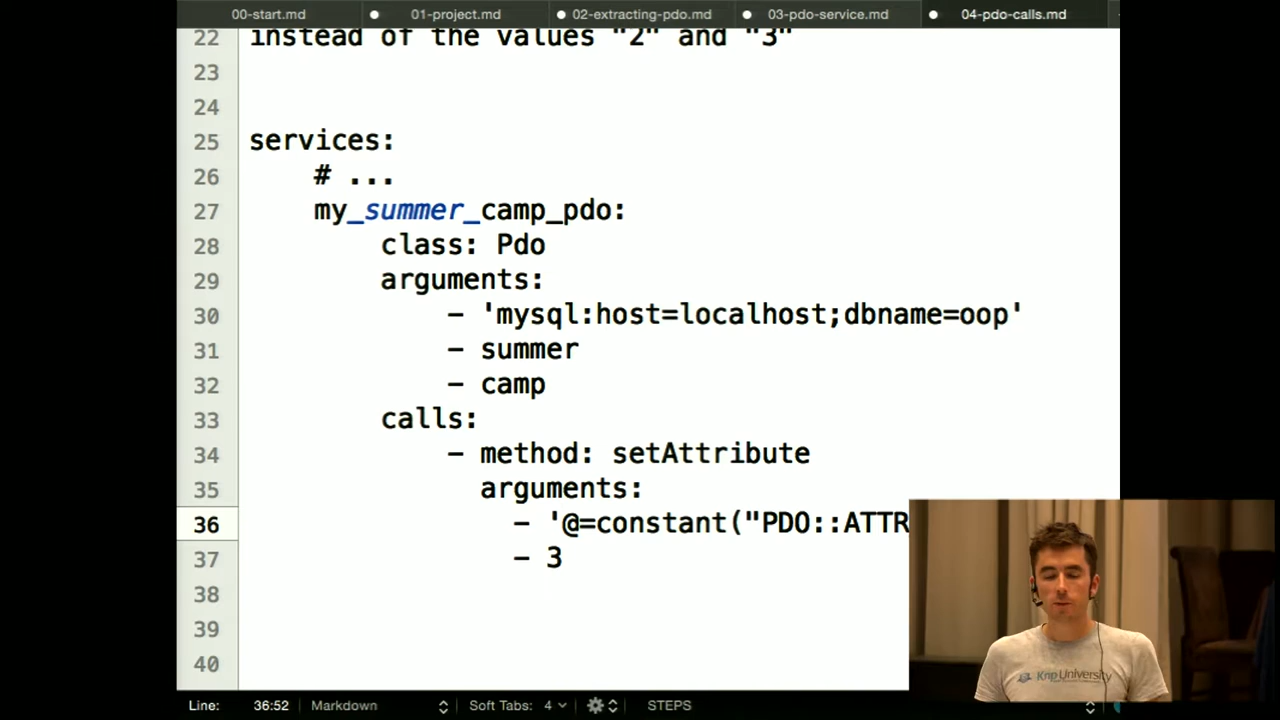 00-start.md 01-project.md 02-extracting-pdo.md 03-pdo-service.md 04-pdo-calls.md
22 instead of the values "2" and "3"
23
24
25 services:
26 # ...
27 my_summer_camp_pdo:
28 class: Pdo
29 arguments:
30 - 'mysql:host=localhost;dbname=oop'
31 - summer
32 - camp
33 calls:
34 - method: setAttribute
35 arguments:
36 - '@=constant("PDO::ATTR
37 - 3
38
39
40
KnpUniversity
Line: 36:52 Markdown Soft Tabs: 4 STEPS